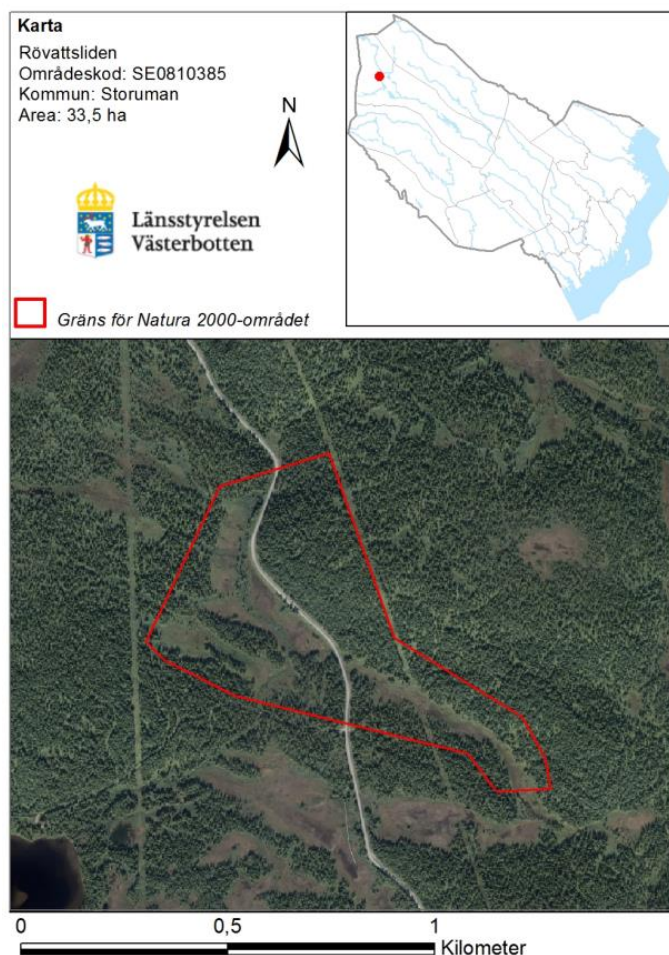 Karta
Rövattsliden
Områdeskod: SE0810385
Kommun: Storuman
Area: 33,5 ha
N
Länsstyrelsen
Västerbotten
Gräns för Natura 2000-området
0 0,5 1
Kilometer